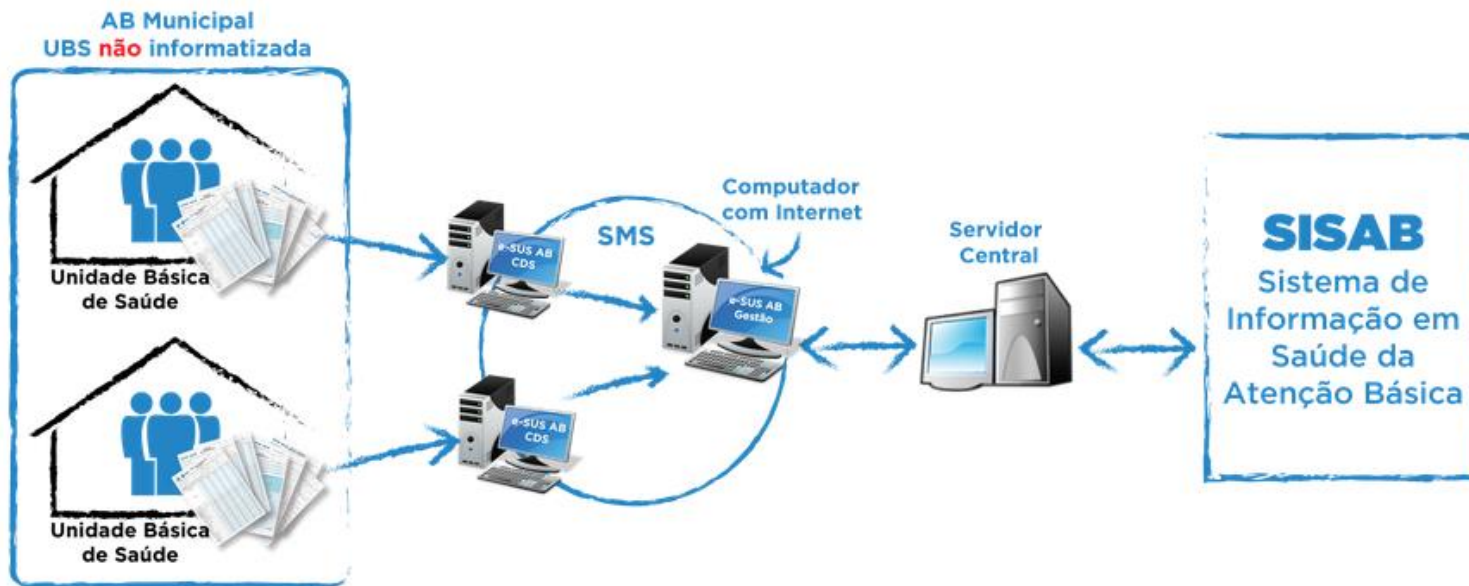 AB Municipal
UBS não informatizada
Unidade Básica
de Saúde
Unidade Básica
de Saúde
e-SUS AB
CDS
e-SUS AB
CDS
SMS
Computador
com Internet
e-SUS AB
Gestão
Servidor
Central
SISAB
Sistema de
Informação em
Saúde da
Atenção Básica